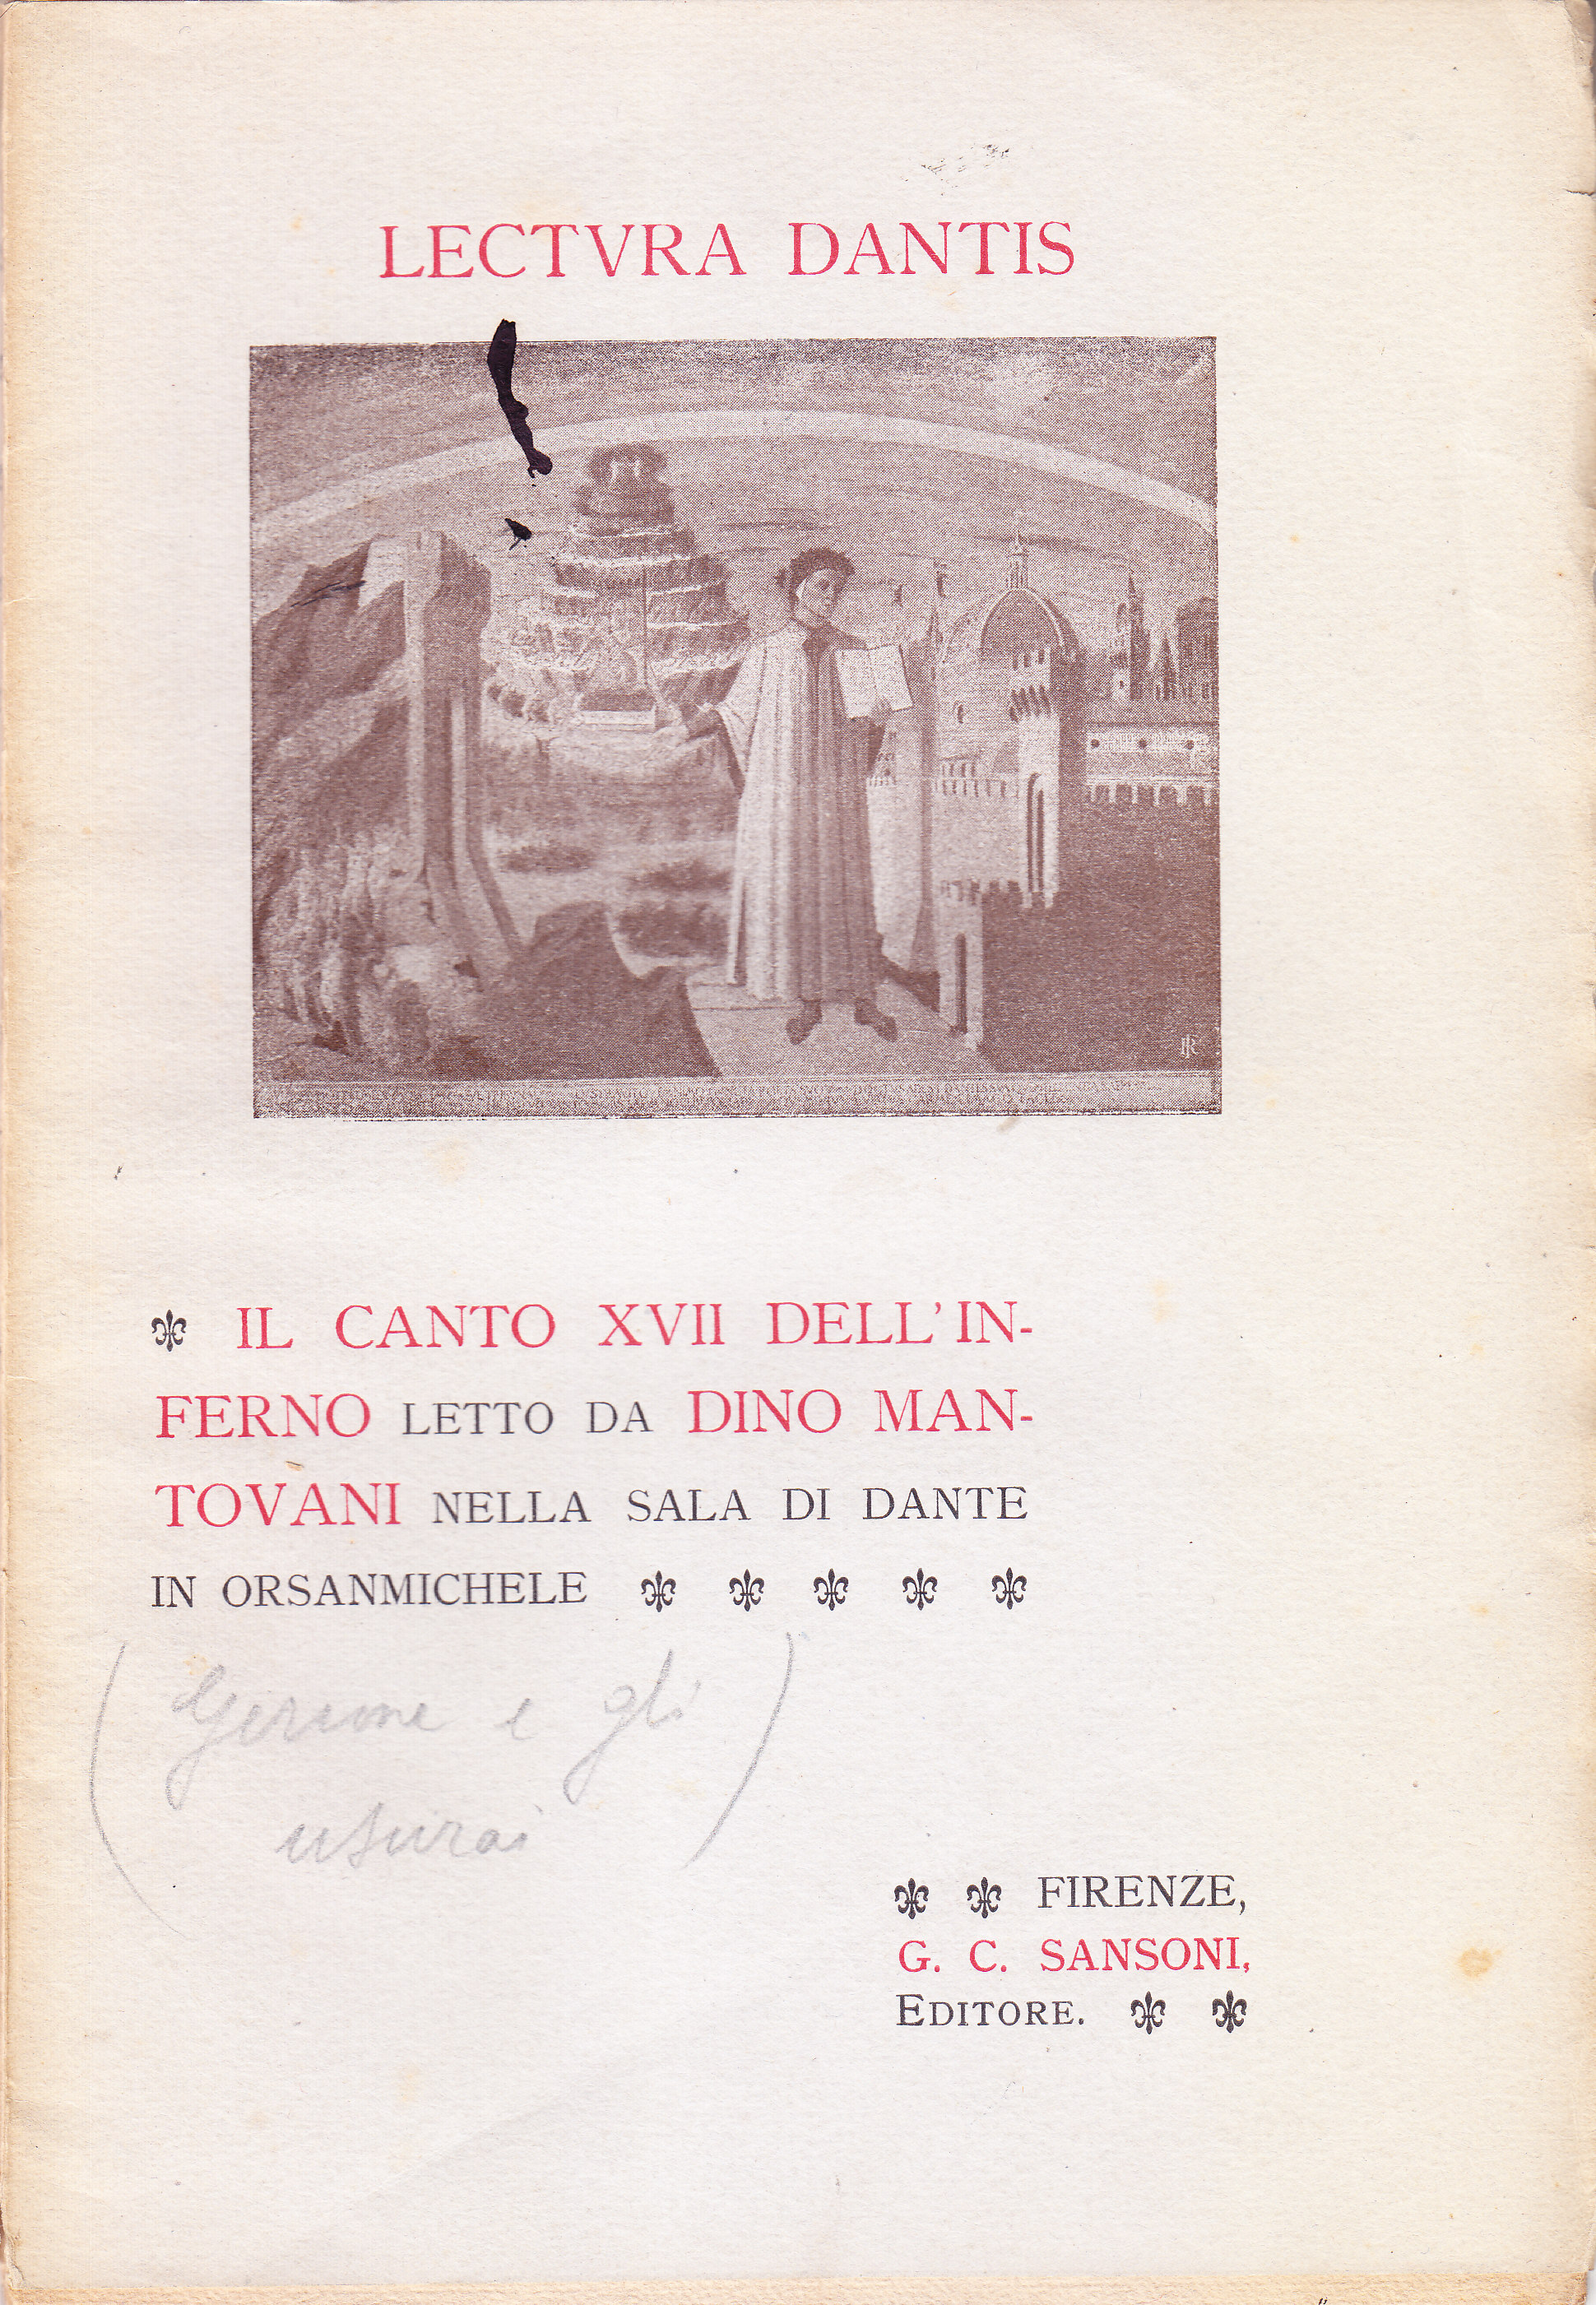 LECTVRA DANTIS
IL CANTO XVII DELL'IN-
FERNO LETTO DA DINO MAN-
TOVANI NELLA SALA DI DANTE
IN ORSANMICHELE
(Gerione e gli
usurai)
FIRENZE,
G. C. SANSONI,
EDITORE.